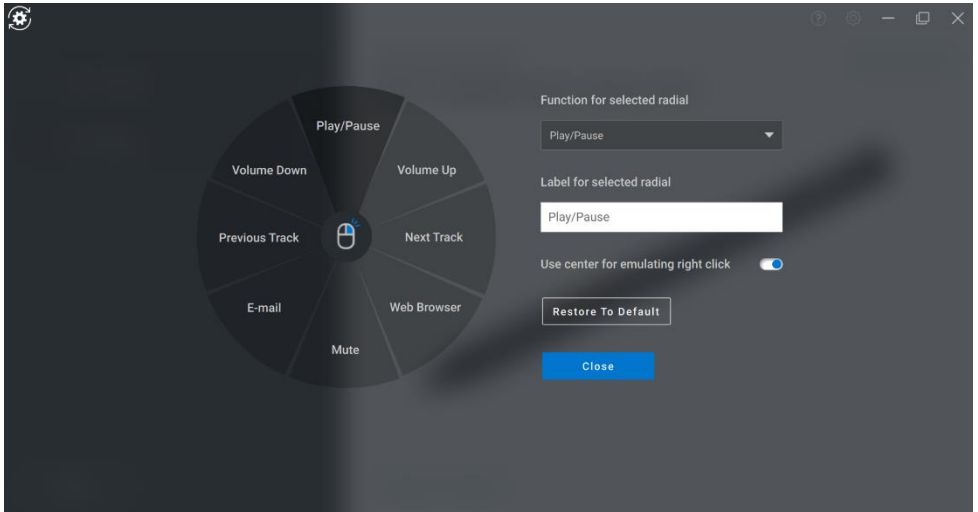 Play/Pause
Volume Down
Volume Up
Previous Track
Next Track
E-mail
Web Browser
Mute
Function for selected radial
Play/Pause
Label for selected radial
Play/Pause
Use center for emulating right click
Restore To Default
Close